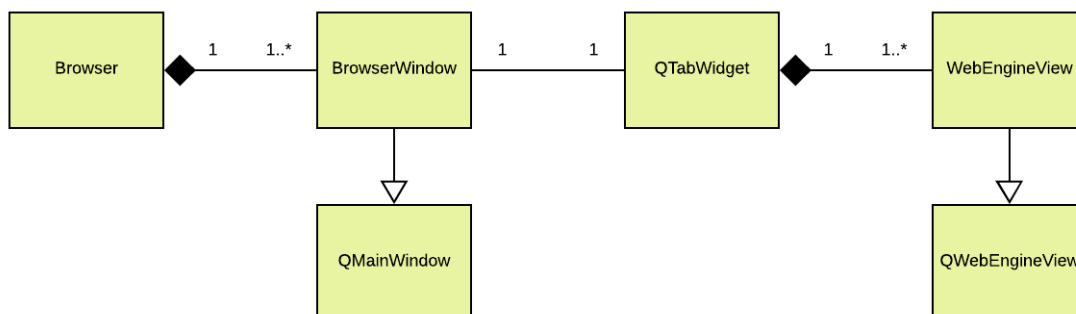 1 1..* 1 1 1 1..*
Browser BrowserWindow QTabWidget WebEngineView
QMainWindow QWebEngineView